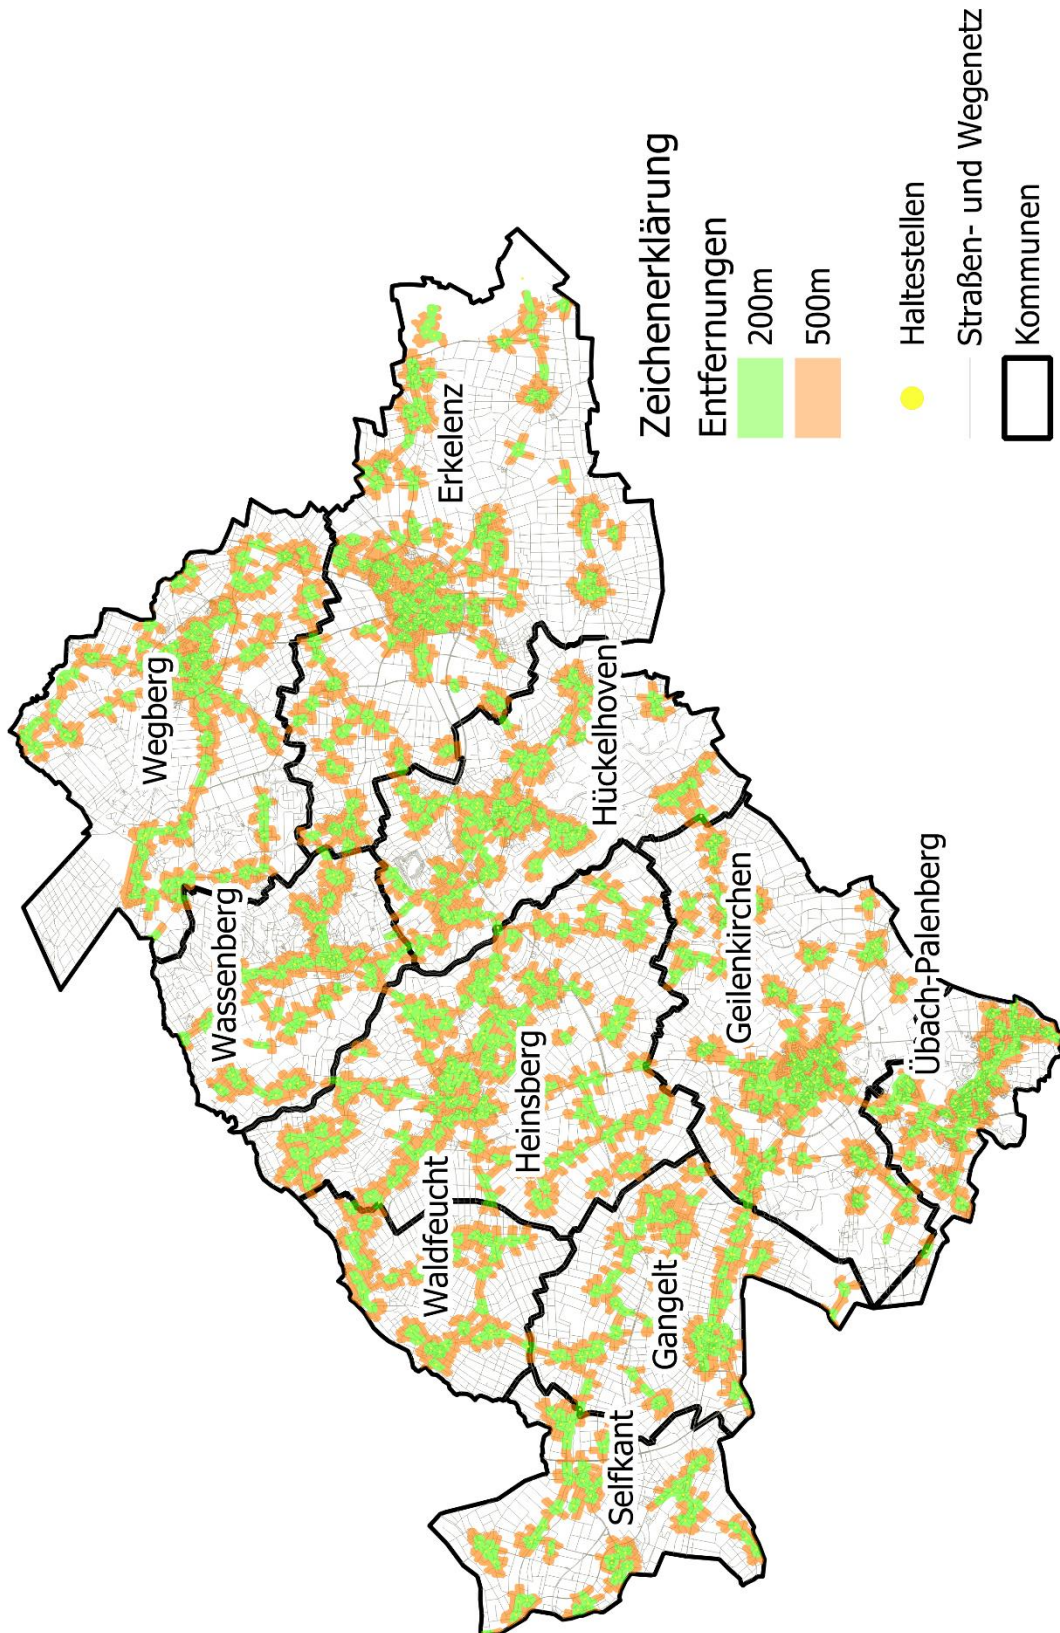 Wegberg
Wassenberg
Erkelenz
Hückelhoven
Heinsberg
Waldfeucht
Geilenkirchen
Übach-Palenberg
Gangelt
Selfkant
Zeichenerklärung
Entfernungen
200m
500m
Haltestellen
Straßen- und Wegenetz
Kommunen